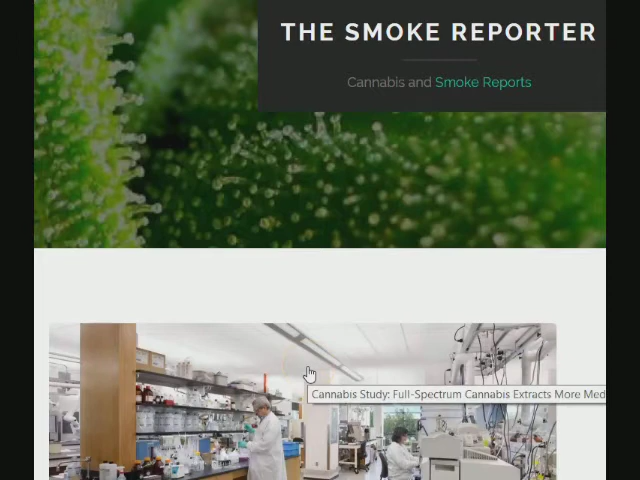 THE SMOKE REPORTER
Cannabis and Smoke Reports
Cannabis Study: Full-Spectrum Cannabis Extracts More Med